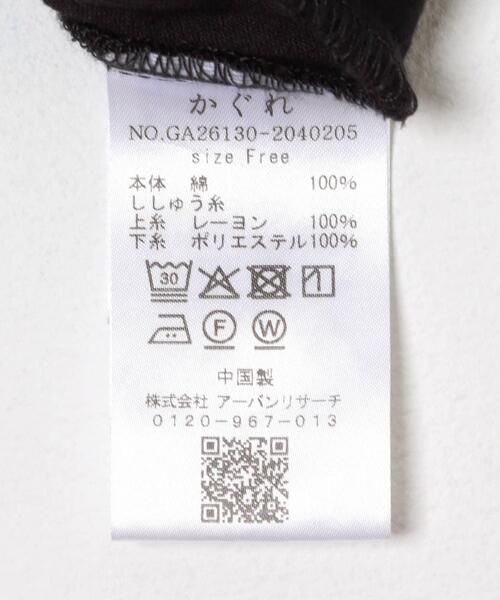 かぐれ
NO.GA26130-2040205
size Free
本体 綿 100%
ししゅう糸
上糸 レーヨン 100%
下糸 ポリエステル100%
30
F W
中国製
株式会社 アーバンリサーチ
0120-967-013